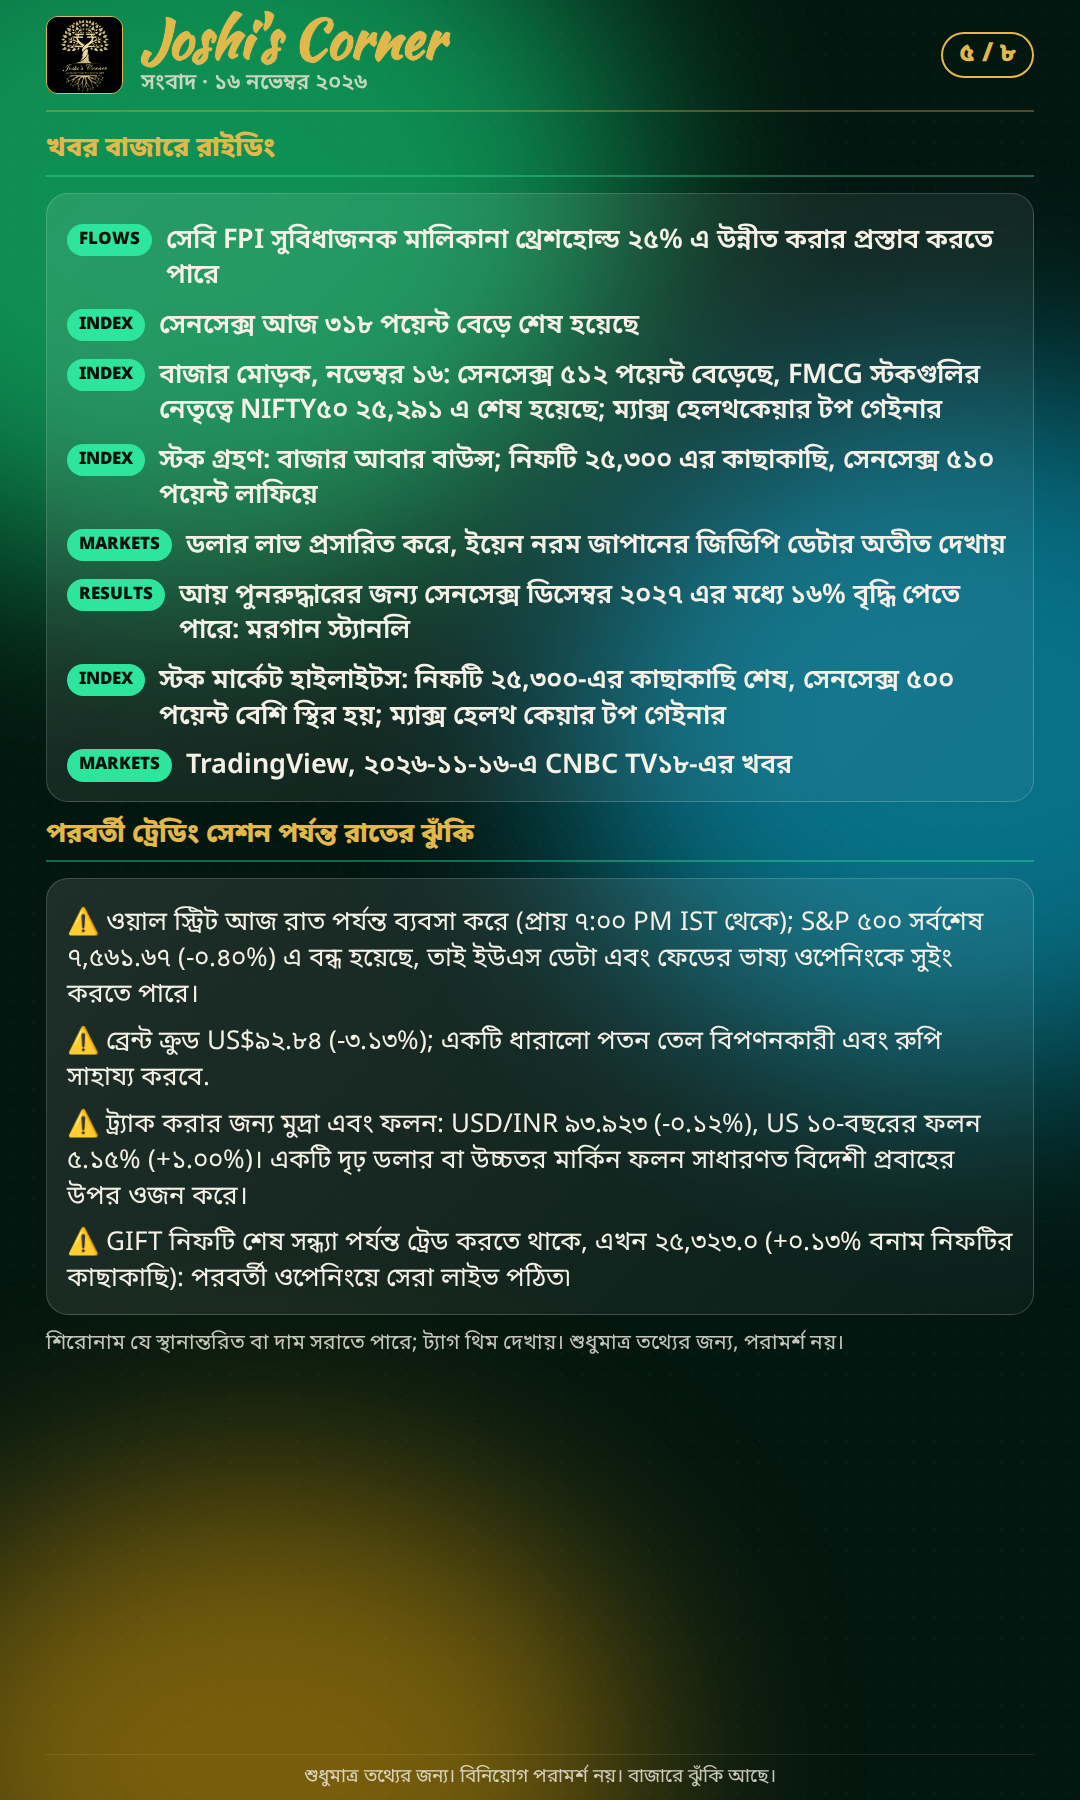 Joshi's Corner
সংবাদ · ১৬ নভেম্বর ২০২৬
৫ / ৮
খবর বাজারে রাইডিং
FLOWS সেবি FPI সুবিধাজনক মালিকানা থ্রেশহোল্ড ২৫% এ উন্নীত করার প্রস্তাব করতে
পারে
INDEX সেনসেক্স আজ ৩১৮ পয়েন্ট বেড়ে শেষ হয়েছে
INDEX বাজার মোড়ক, নভেম্বর ১৬: সেনসেক্স ৫১২ পয়েন্ট বেড়েছে, FMCG স্টকগুলির
নেতৃত্বে NIFTY৫০ ২৫,২৯১ এ শেষ হয়েছে; ম্যাক্স হেলথকেয়ার টপ গেইনার
INDEX স্টক গ্রহণ: বাজার আবার বাউন্স; নিফটি ২৫,৩০০ এর কাছাকাছি, সেনসেক্স ৫১০
পয়েন্ট লাফিয়ে
MARKETS ডলার লাভ প্রসারিত করে, ইয়েন নরম জাপানের জিডিপি ডেটার অতীত দেখায়
RESULTS আয় পুনরুদ্ধারের জন্য সেনসেক্স ডিসেম্বর ২০২৭ এর মধ্যে ১৬% বৃদ্ধি পেতে
পারে: মরগান স্ট্যানলি
INDEX স্টক মার্কেট হাইলাইটস: নিফটি ২৫,৩০০-এর কাছাকাছি শেষ, সেনসেক্স ৫০০
পয়েন্ট বেশি স্থির হয়; ম্যাক্স হেলথ কেয়ার টপ গেইনার
MARKETS TradingView, ২০২৬-১১-১৬-এ CNBC TV১৮-এর খবর
পরবর্তী ট্রেডিং সেশন পর্যন্ত রাতের ঝুঁকি
⚠️ ওয়াল স্ট্রিট আজ রাত পর্যন্ত ব্যবসা করে (প্রায় ৭:০০ PM IST থেকে); S&P ৫০০ সর্বশেষ
৭,৫৬১.৬৭ (-০.৪০%) এ বন্ধ হয়েছে, তাই ইউএস ডেটা এবং ফেডের ভাষ্য ওপেনিংকে সুইং
করতে পারে।
⚠️ ব্রেন্ট ক্রুড US$৯২.৮৪ (-৩.১৩%); একটি ধারালো পতন তেল বিপণনকারী এবং রুপি
সাহায্য করবে.
⚠️ ট্র্যাক করার জন্য মুদ্রা এবং ফলন: USD/INR ৯৩.৯২৩ (-০.১২%), US ১০-বছরের ফলন
৫.১৫% (+১.০০%)। একটি দৃঢ় ডলার বা উচ্চতর মার্কিন ফলন সাধারণত বিদেশী প্রবাহের
উপর ওজন করে।
⚠️ GIFT নিফটি শেষ সন্ধ্যা পর্যন্ত ট্রেড করতে থাকে, এখন ২৫,৩২৩.০ (+০.১৩% বনাম নিফটির
কাছাকাছি): পরবর্তী ওপেনিংয়ে সেরা লাইভ পঠিত৷
শিরোনাম যে স্থানান্তরিত বা দাম সরাতে পারে; ট্যাগ থিম দেখায়। শুধুমাত্র তথ্যের জন্য, পরামর্শ নয়।
শুধুমাত্র তথ্যের জন্য। বিনিয়োগ পরামর্শ নয়। বাজারে ঝুঁকি আছে।